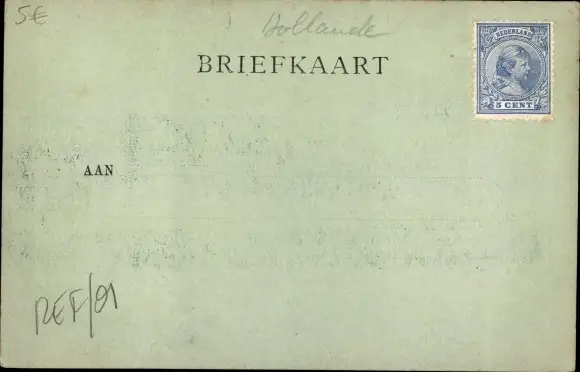 5€
Hollande
BRIEFKAART
NEDERLAND
5 CENT
AAN
REF/01